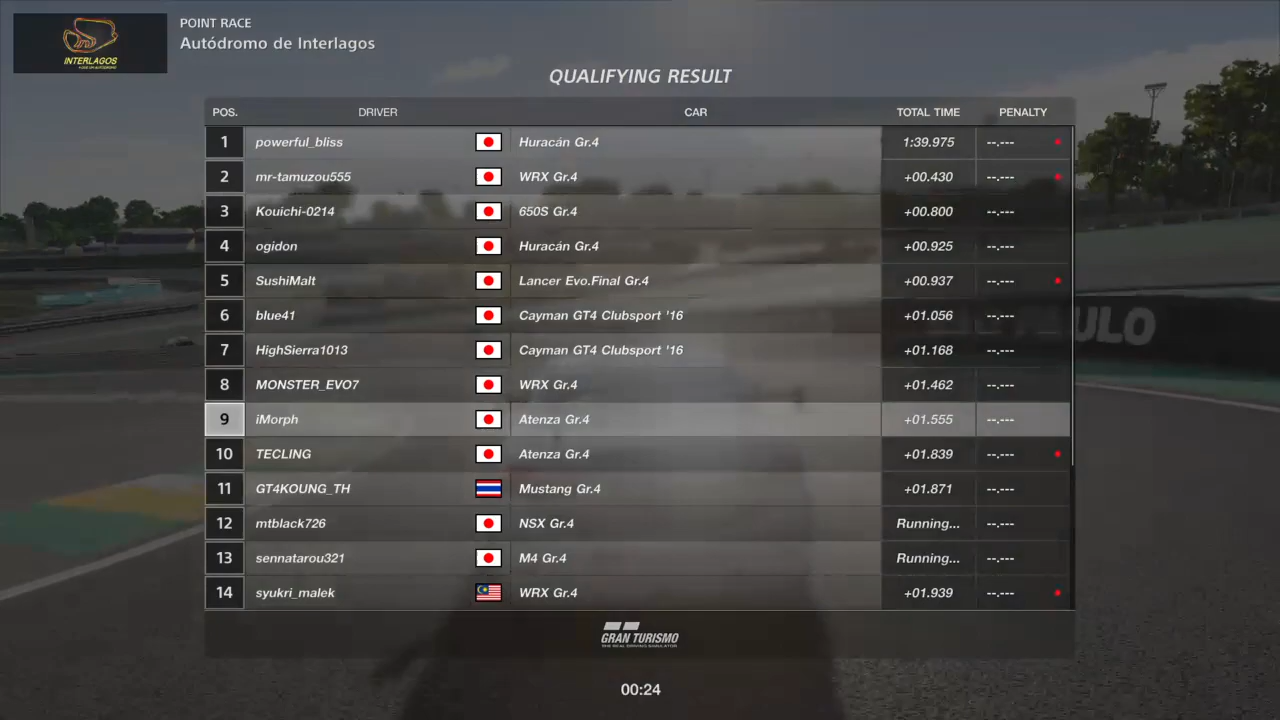 POINT RACE
Autódromo de Interlagos
INTERLAGOS
QUALIFYING RESULT
POS. DRIVER CAR TOTAL TIME PENALTY
1 powerful_bliss Huracán Gr.4 1:39.975 --,---
2 mr-tamuzou555 WRX Gr.4 +00.430 --,---
3 Kouichi-0214 650S Gr.4 +00.800 --,---
4 ogidon Huracán Gr.4 +00.925 --,---
5 SushiMalt Lancer Evo.Final Gr.4 +00.937 --,---
6 blue41 Cayman GT4 Clubsport '16 +01.056 --,---
7 HighSierra1013 Cayman GT4 Clubsport '16 +01.168 --,---
8 MONSTER_EVO7 WRX Gr.4 +01.462 --,---
9 iMorph Atenza Gr.4 +01.555 --,---
10 TECLING Atenza Gr.4 +01.839 --,---
11 GT4KOUNG_TH Mustang Gr.4 +01.871 --,---
12 mtblack726 NSX Gr.4 Running... --,---
13 sennatarou321 M4 Gr.4 Running... --,---
14 syukri_malek WRX Gr.4 +01.939 --,---
ULO
GRAN TURISMO
THE REAL DRIVING SIMULATOR
00:24